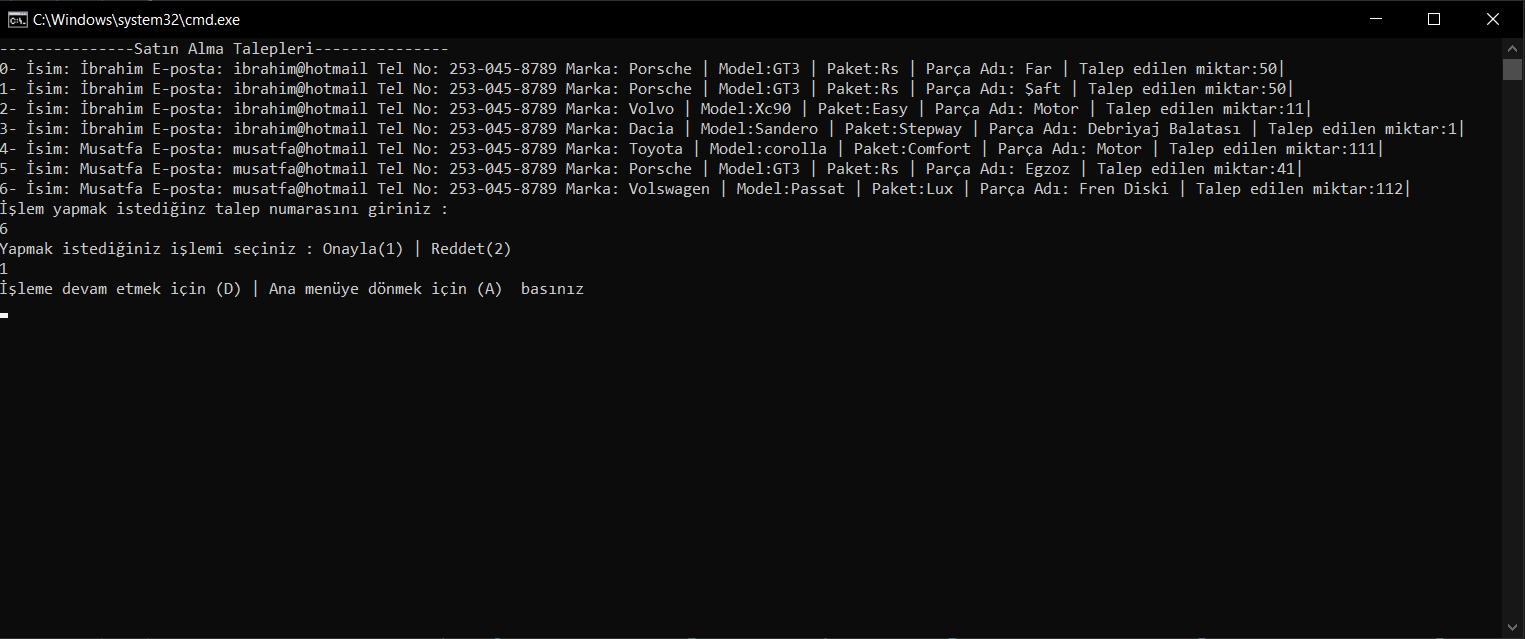 C:\Windows\system32\cmd.exe
---------------Satın Alma Talepleri---------------
0- İsim: İbrahim E-posta: ibrahim@hotmail Tel No: 253-045-8789 Marka: Porsche | Model:GT3 | Paket:Rs | Parça Adı: Far | Talep edilen miktar:50|
1- İsim: İbrahim E-posta: ibrahim@hotmail Tel No: 253-045-8789 Marka: Porsche | Model:GT3 | Paket:Rs | Parça Adı: Şaft | Talep edilen miktar:50|
2- İsim: İbrahim E-posta: ibrahim@hotmail Tel No: 253-045-8789 Marka: Volvo | Model:Xc90 | Paket:Easy | Parça Adı: Motor | Talep edilen miktar:11|
3- İsim: İbrahim E-posta: ibrahim@hotmail Tel No: 253-045-8789 Marka: Dacia | Model:Sandero | Paket:Stepway | Parça Adı: Debriyaj Balatası | Talep edilen miktar:1|
4- İsim: Musatfa E-posta: musatfa@hotmail Tel No: 253-045-8789 Marka: Toyota | Model:corolla | Paket:Comfort | Parça Adı: Motor | Talep edilen miktar:111|
5- İsim: Musatfa E-posta: musatfa@hotmail Tel No: 253-045-8789 Marka: Porsche | Model:GT3 | Paket:Rs | Parça Adı: Egzoz | Talep edilen miktar:41|
6- İsim: Musatfa E-posta: musatfa@hotmail Tel No: 253-045-8789 Marka: Volswagen | Model:Passat | Paket:Lux | Parça Adı: Fren Diski | Talep edilen miktar:112|
İşlem yapmak istediğinz talep numarasını giriniz :
6
Yapmak istediğiniz işlemi seçiniz : Onayla(1) | Reddet(2)
1
İşleme devam etmek için (D) | Ana menüye dönmek için (A)  basınız